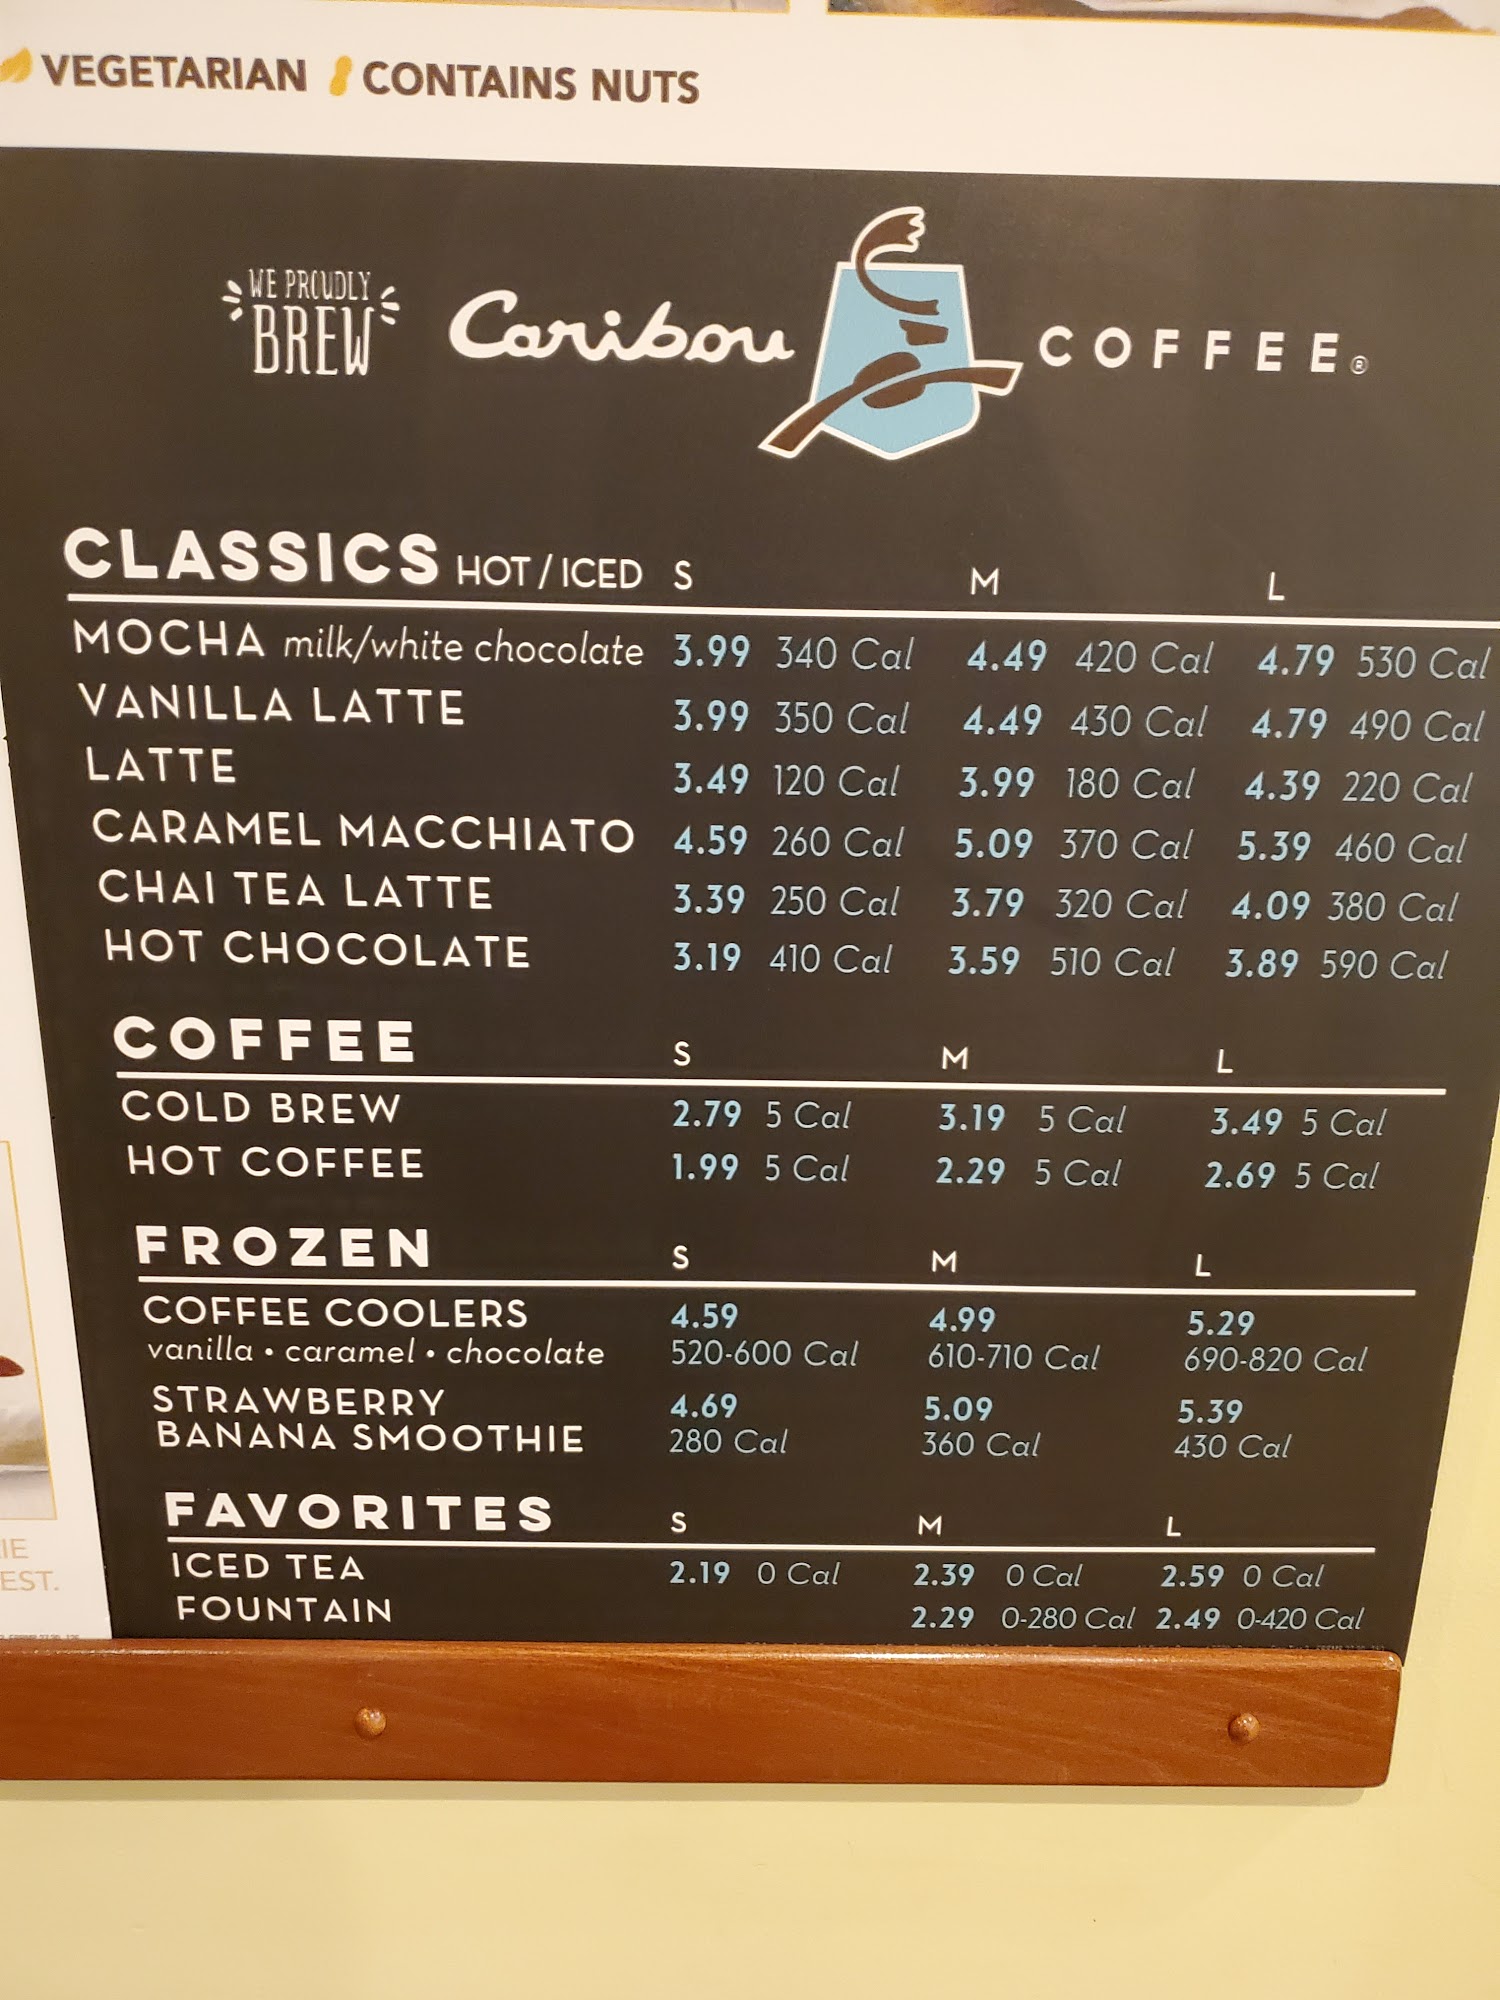 VEGETARIAN CONTAINS NUTS
WE PROUDLY
BREW
Caribou COFFEE®
CLASSICS HOT / ICED S M L
MOCHA milk/white chocolate 3.99 340 Cal 4.49 420 Cal 4.79 530 Cal
VANILLA LATTE 3.99 350 Cal 4.49 430 Cal 4.79 490 Cal
LATTE 3.49 120 Cal 3.99 180 Cal 4.39 220 Cal
CARAMEL MACCHIATO 4.59 260 Cal 5.09 370 Cal 5.39 460 Cal
CHAI TEA LATTE 3.39 250 Cal 3.79 320 Cal 4.09 380 Cal
HOT CHOCOLATE 3.19 410 Cal 3.59 510 Cal 3.89 590 Cal
COFFEE S M L
COLD BREW 2.79 5 Cal 3.19 5 Cal 3.49 5 Cal
HOT COFFEE 1.99 5 Cal 2.29 5 Cal 2.69 5 Cal
FROZEN S M L
COFFEE COOLERS 4.59 4.99 5.29
vanilla • caramel • chocolate 520-600 Cal 610-710 Cal 690-820 Cal
STRAWBERRY 4.69 5.09 5.39
BANANA SMOOTHIE 280 Cal 360 Cal 430 Cal
FAVORITES S M L
ICED TEA 2.19 0 Cal 2.39 0 Cal 2.59 0 Cal
FOUNTAIN 2.29 0-280 Cal 2.49 0-420 Cal
IE
EST.